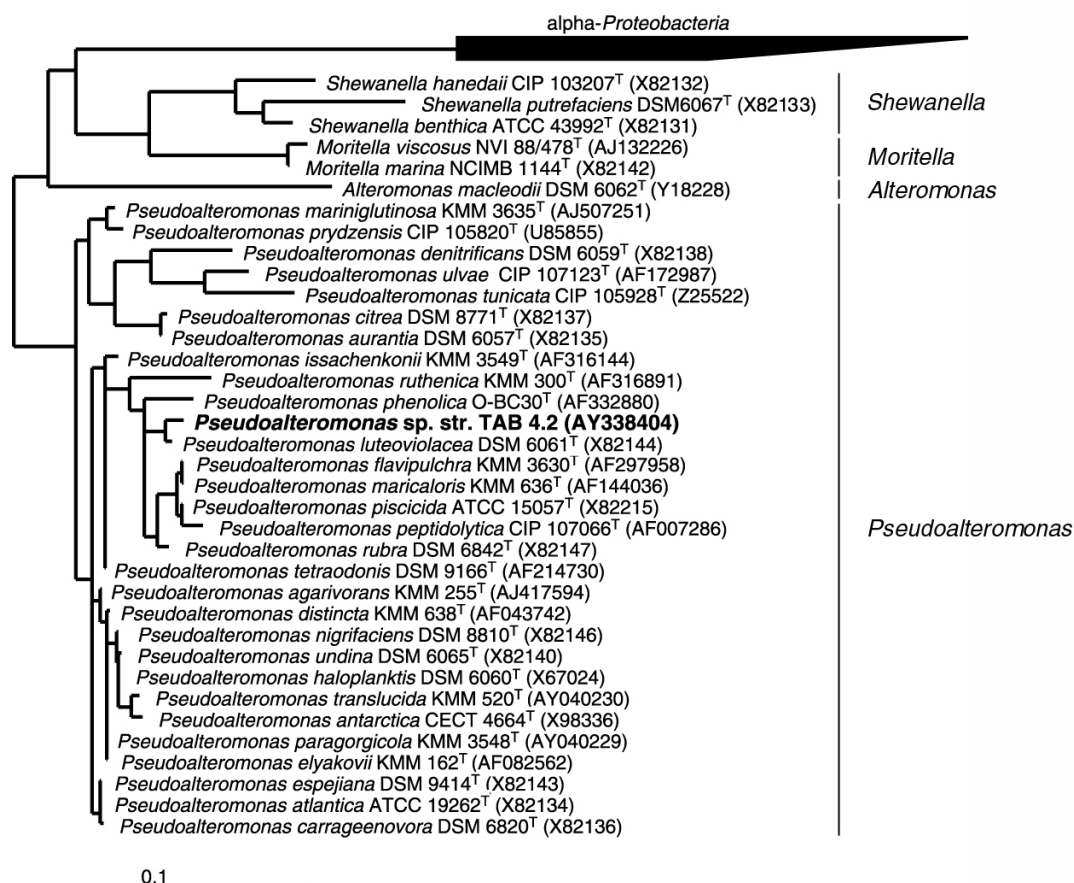 alpha-Proteobacteria
Shewanella hanedaii CIP 103207ᵀ (X82132)
Shewanella putrefaciens DSM6067ᵀ (X82133)
Shewanella
Shewanella benthica ATCC 43992ᵀ (X82131)
Moritella viscosus NVI 88/478ᵀ (AJ132226)
Moritella
Moritella marina NCIMB 1144ᵀ (X82142)
Alteromonas macleodii DSM 6062ᵀ (Y18228)
Alteromonas
Pseudoalteromonas mariniglutinosa KMM 3635ᵀ (AJ507251)
Pseudoalteromonas prydzensis CIP 105820ᵀ (U85855)
Pseudoalteromonas denitrificans DSM 6059ᵀ (X82138)
Pseudoalteromonas ulvae CIP 107123ᵀ (AF172987)
Pseudoalteromonas tunicata CIP 105928ᵀ (Z25522)
Pseudoalteromonas citrea DSM 8771ᵀ (X82137)
Pseudoalteromonas aurantia DSM 6057ᵀ (X82135)
Pseudoalteromonas issachenkonii KMM 3549ᵀ (AF316144)
Pseudoalteromonas ruthenica KMM 300ᵀ (AF316891)
Pseudoalteromonas phenolica O-BC30ᵀ (AF332880)
Pseudoalteromonas sp. str. TAB 4.2 (AY338404)
Pseudoalteromonas luteoviolacea DSM 6061ᵀ (X82144)
Pseudoalteromonas flavipulchra KMM 3630ᵀ (AF297958)
Pseudoalteromonas maricaloris KMM 636ᵀ (AF144036)
Pseudoalteromonas piscicida ATCC 15057ᵀ (X82215)
Pseudoalteromonas peptidolytica CIP 107066ᵀ (AF007286)
Pseudoalteromonas
Pseudoalteromonas rubra DSM 6842ᵀ (X82147)
Pseudoalteromonas tetraodonis DSM 9166ᵀ (AF214730)
Pseudoalteromonas agarivorans KMM 255ᵀ (AJ417594)
Pseudoalteromonas distincta KMM 638ᵀ (AF043742)
Pseudoalteromonas nigrifaciens DSM 8810ᵀ (X82146)
Pseudoalteromonas undina DSM 6065ᵀ (X82140)
Pseudoalteromonas haloplanktis DSM 6060ᵀ (X67024)
Pseudoalteromonas translucida KMM 520ᵀ (AY040230)
Pseudoalteromonas antarctica CECT 4664ᵀ (X98336)
Pseudoalteromonas paragorgicola KMM 3548ᵀ (AY040229)
Pseudoalteromonas elyakovii KMM 162ᵀ (AF082562)
Pseudoalteromonas espejiana DSM 9414ᵀ (X82143)
Pseudoalteromonas atlantica ATCC 19262ᵀ (X82134)
Pseudoalteromonas carrageenovora DSM 6820ᵀ (X82136)
0.1